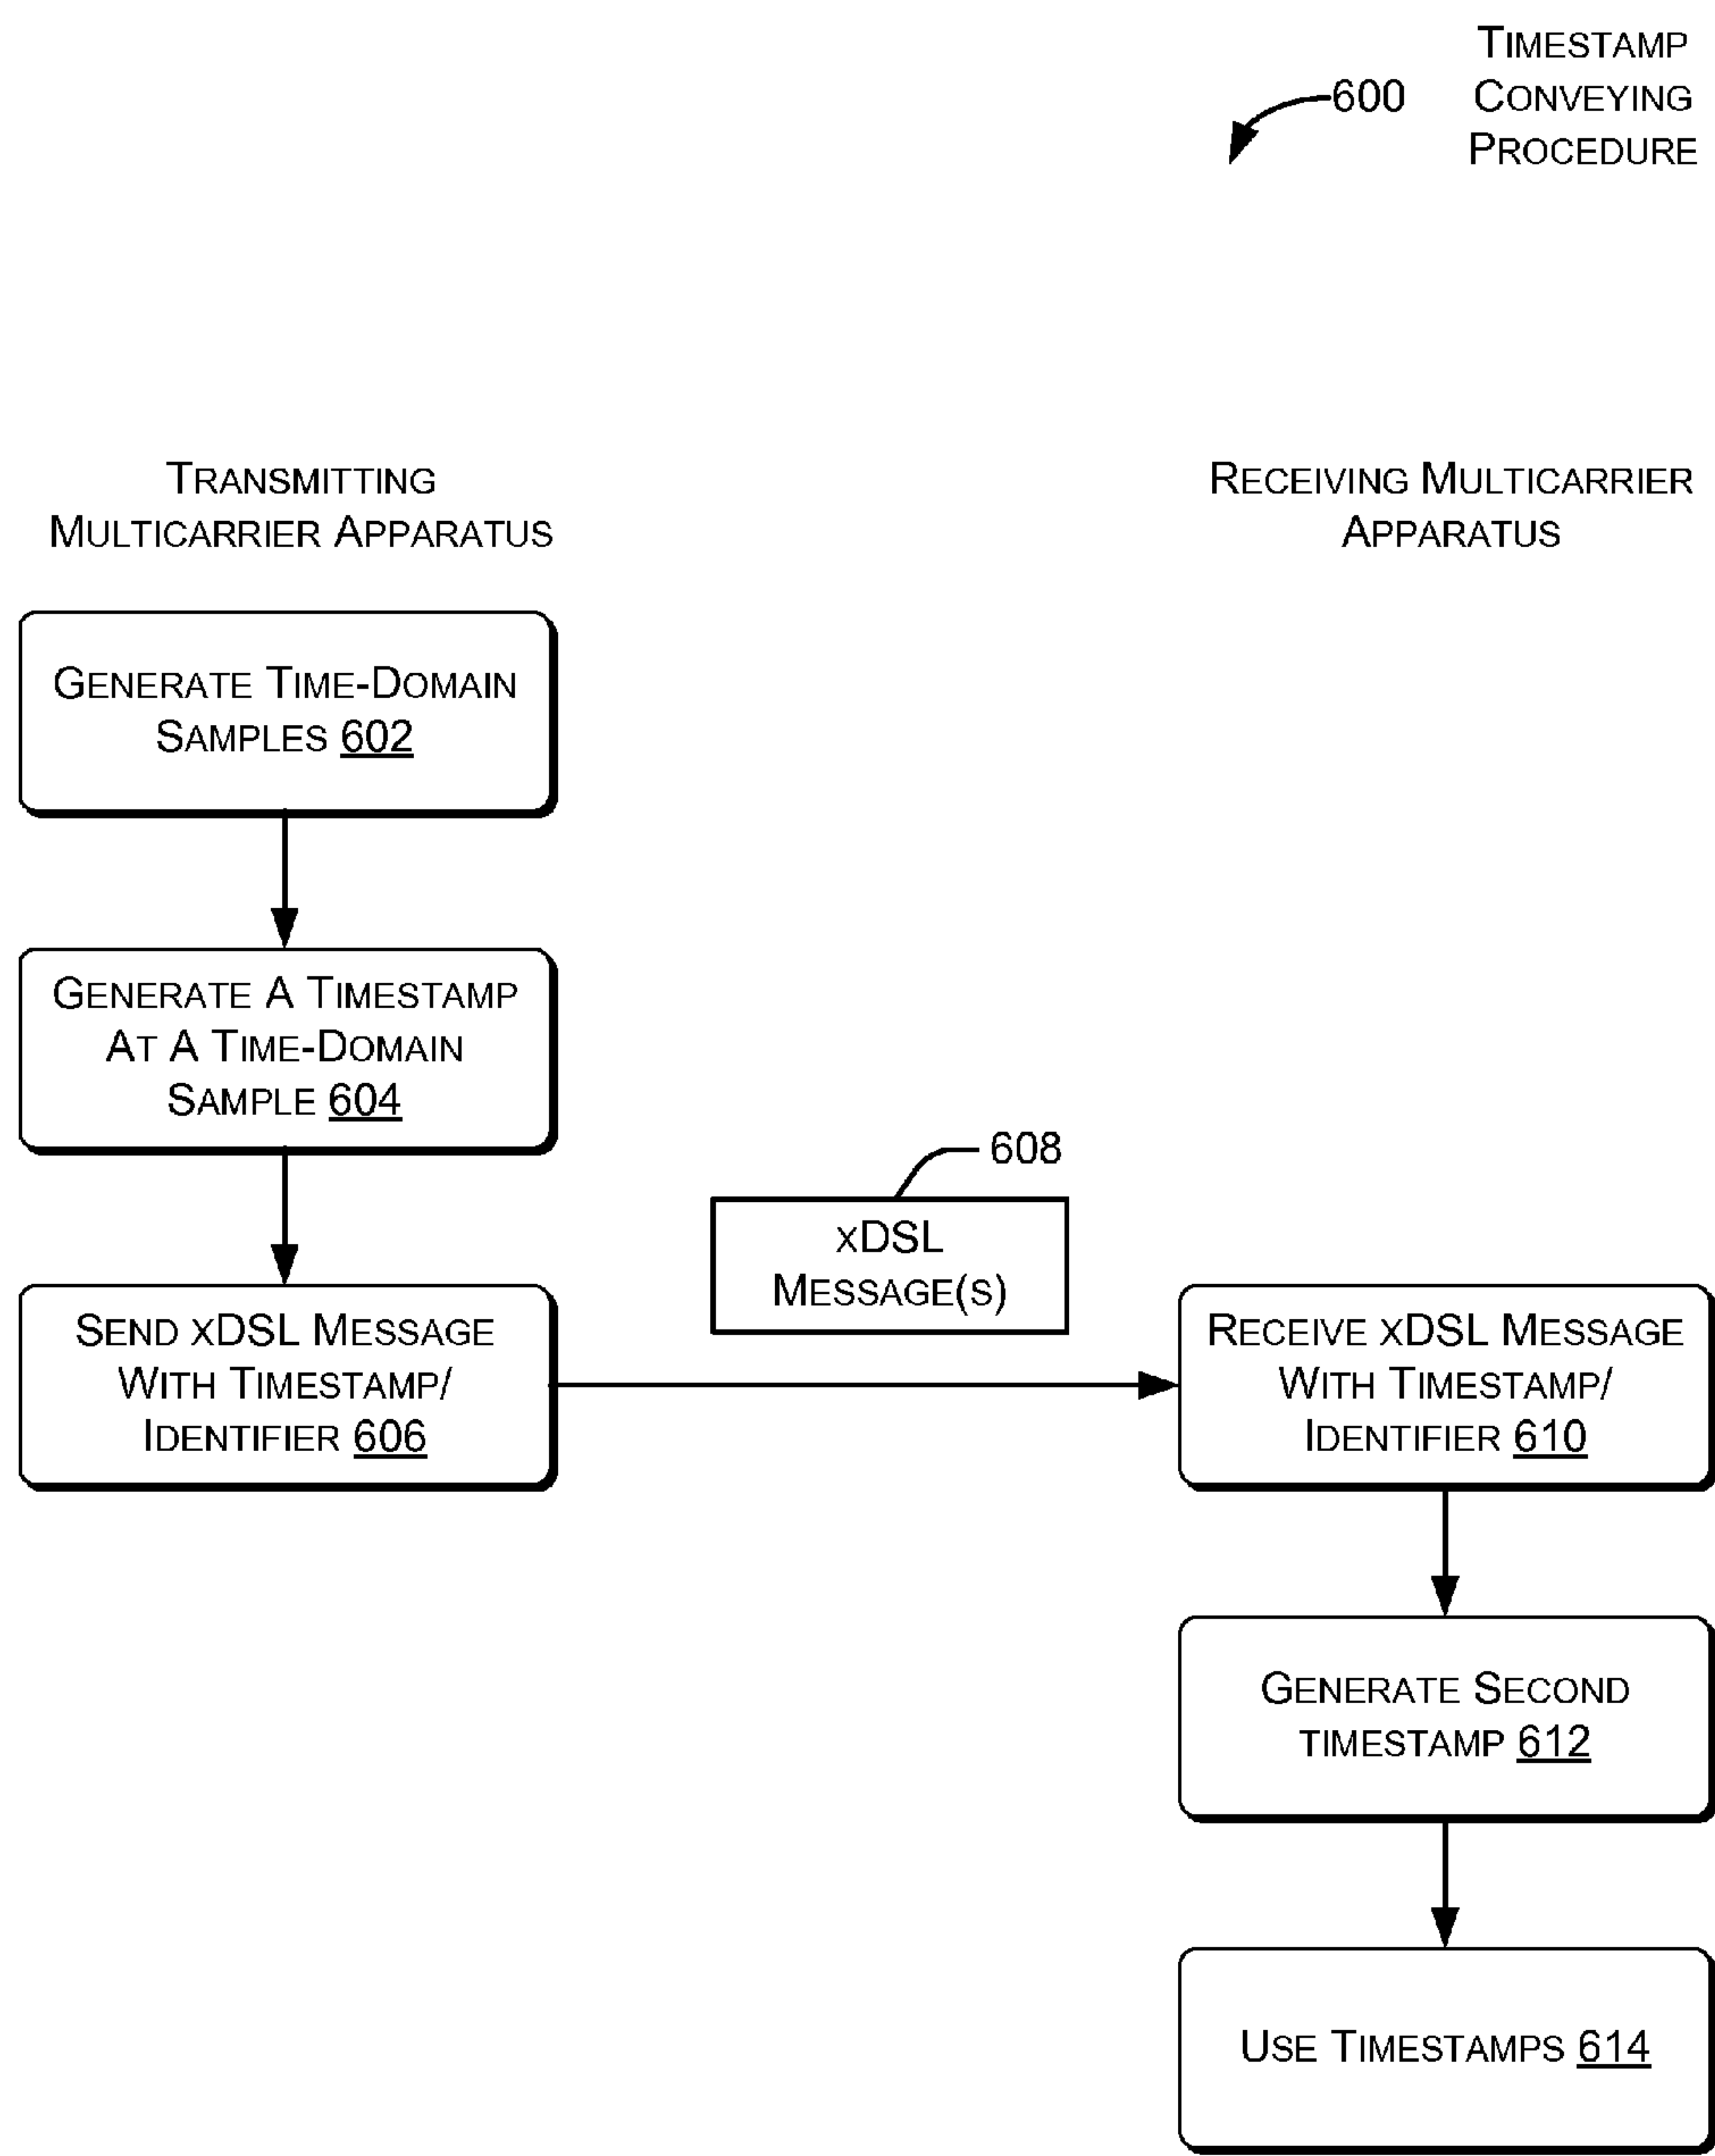 600
TIMESTAMP
CONVEYING
PROCEDURE
TRANSMITTING
MULTICARRIER APPARATUS
RECEIVING MULTICARRIER
APPARATUS
GENERATE TIME-DOMAIN
SAMPLES 602
GENERATE A TIMESTAMP
AT A TIME-DOMAIN
SAMPLE 604
608
XDSL
MESSAGE(S)
SEND XDSL MESSAGE
WITH TIMESTAMP/
IDENTIFIER 606
RECEIVE XDSL MESSAGE
WITH TIMESTAMP/
IDENTIFIER 610
GENERATE SECOND
TIMESTAMP 612
USE TIMESTAMPS 614